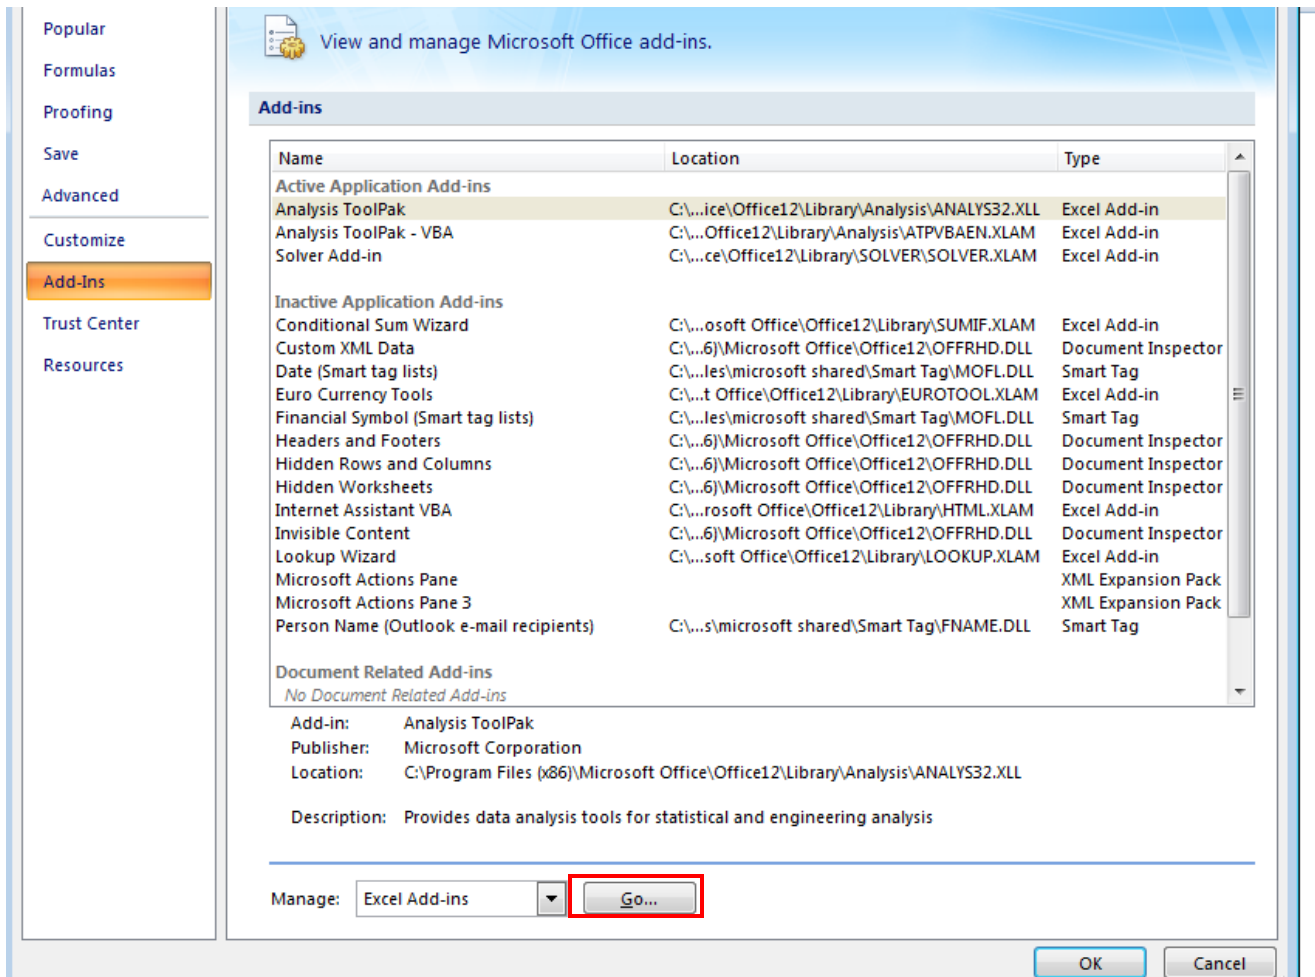 Popular
Formulas
Proofing
Save
Advanced
Customize
Add-Ins
Trust Center
Resources
View and manage Microsoft Office add-ins.
Add-ins
Name Location Type
Active Application Add-ins
Analysis ToolPak C:\...ice\Office12\Library\Analysis\ANALYS32.XLL Excel Add-in
Analysis ToolPak - VBA C:\...Office12\Library\Analysis\ATPVBAEN.XLAM Excel Add-in
Solver Add-in C:\...ce\Office12\Library\SOLVER\SOLVER.XLAM Excel Add-in
Inactive Application Add-ins
Conditional Sum Wizard C:\...osoft Office\Office12\Library\SUMIF.XLAM Excel Add-in
Custom XML Data C:\...6)\Microsoft Office\Office12\OFFRHD.DLL Document Inspector
Date (Smart tag lists) C:\...les\microsoft shared\Smart Tag\MOFL.DLL Smart Tag
Euro Currency Tools C:\...t Office\Office12\Library\EUROTOOL.XLAM Excel Add-in
Financial Symbol (Smart tag lists) C:\...les\microsoft shared\Smart Tag\MOFL.DLL Smart Tag
Headers and Footers C:\...6)\Microsoft Office\Office12\OFFRHD.DLL Document Inspector
Hidden Rows and Columns C:\...6)\Microsoft Office\Office12\OFFRHD.DLL Document Inspector
Hidden Worksheets C:\...6)\Microsoft Office\Office12\OFFRHD.DLL Document Inspector
Internet Assistant VBA C:\...rosoft Office\Office12\Library\HTML.XLAM Excel Add-in
Invisible Content C:\...6)\Microsoft Office\Office12\OFFRHD.DLL Document Inspector
Lookup Wizard C:\...soft Office\Office12\Library\LOOKUP.XLAM Excel Add-in
Microsoft Actions Pane XML Expansion Pack
Microsoft Actions Pane 3 XML Expansion Pack
Person Name (Outlook e-mail recipients) C:\...s\microsoft shared\Smart Tag\FNAME.DLL Smart Tag
Document Related Add-ins
No Document Related Add-ins
Add-in: Analysis ToolPak
Publisher: Microsoft Corporation
Location: C:\Program Files (x86)\Microsoft Office\Office12\Library\Analysis\ANALYS32.XLL
Description: Provides data analysis tools for statistical and engineering analysis
Manage: Excel Add-ins Go...
OK Cancel